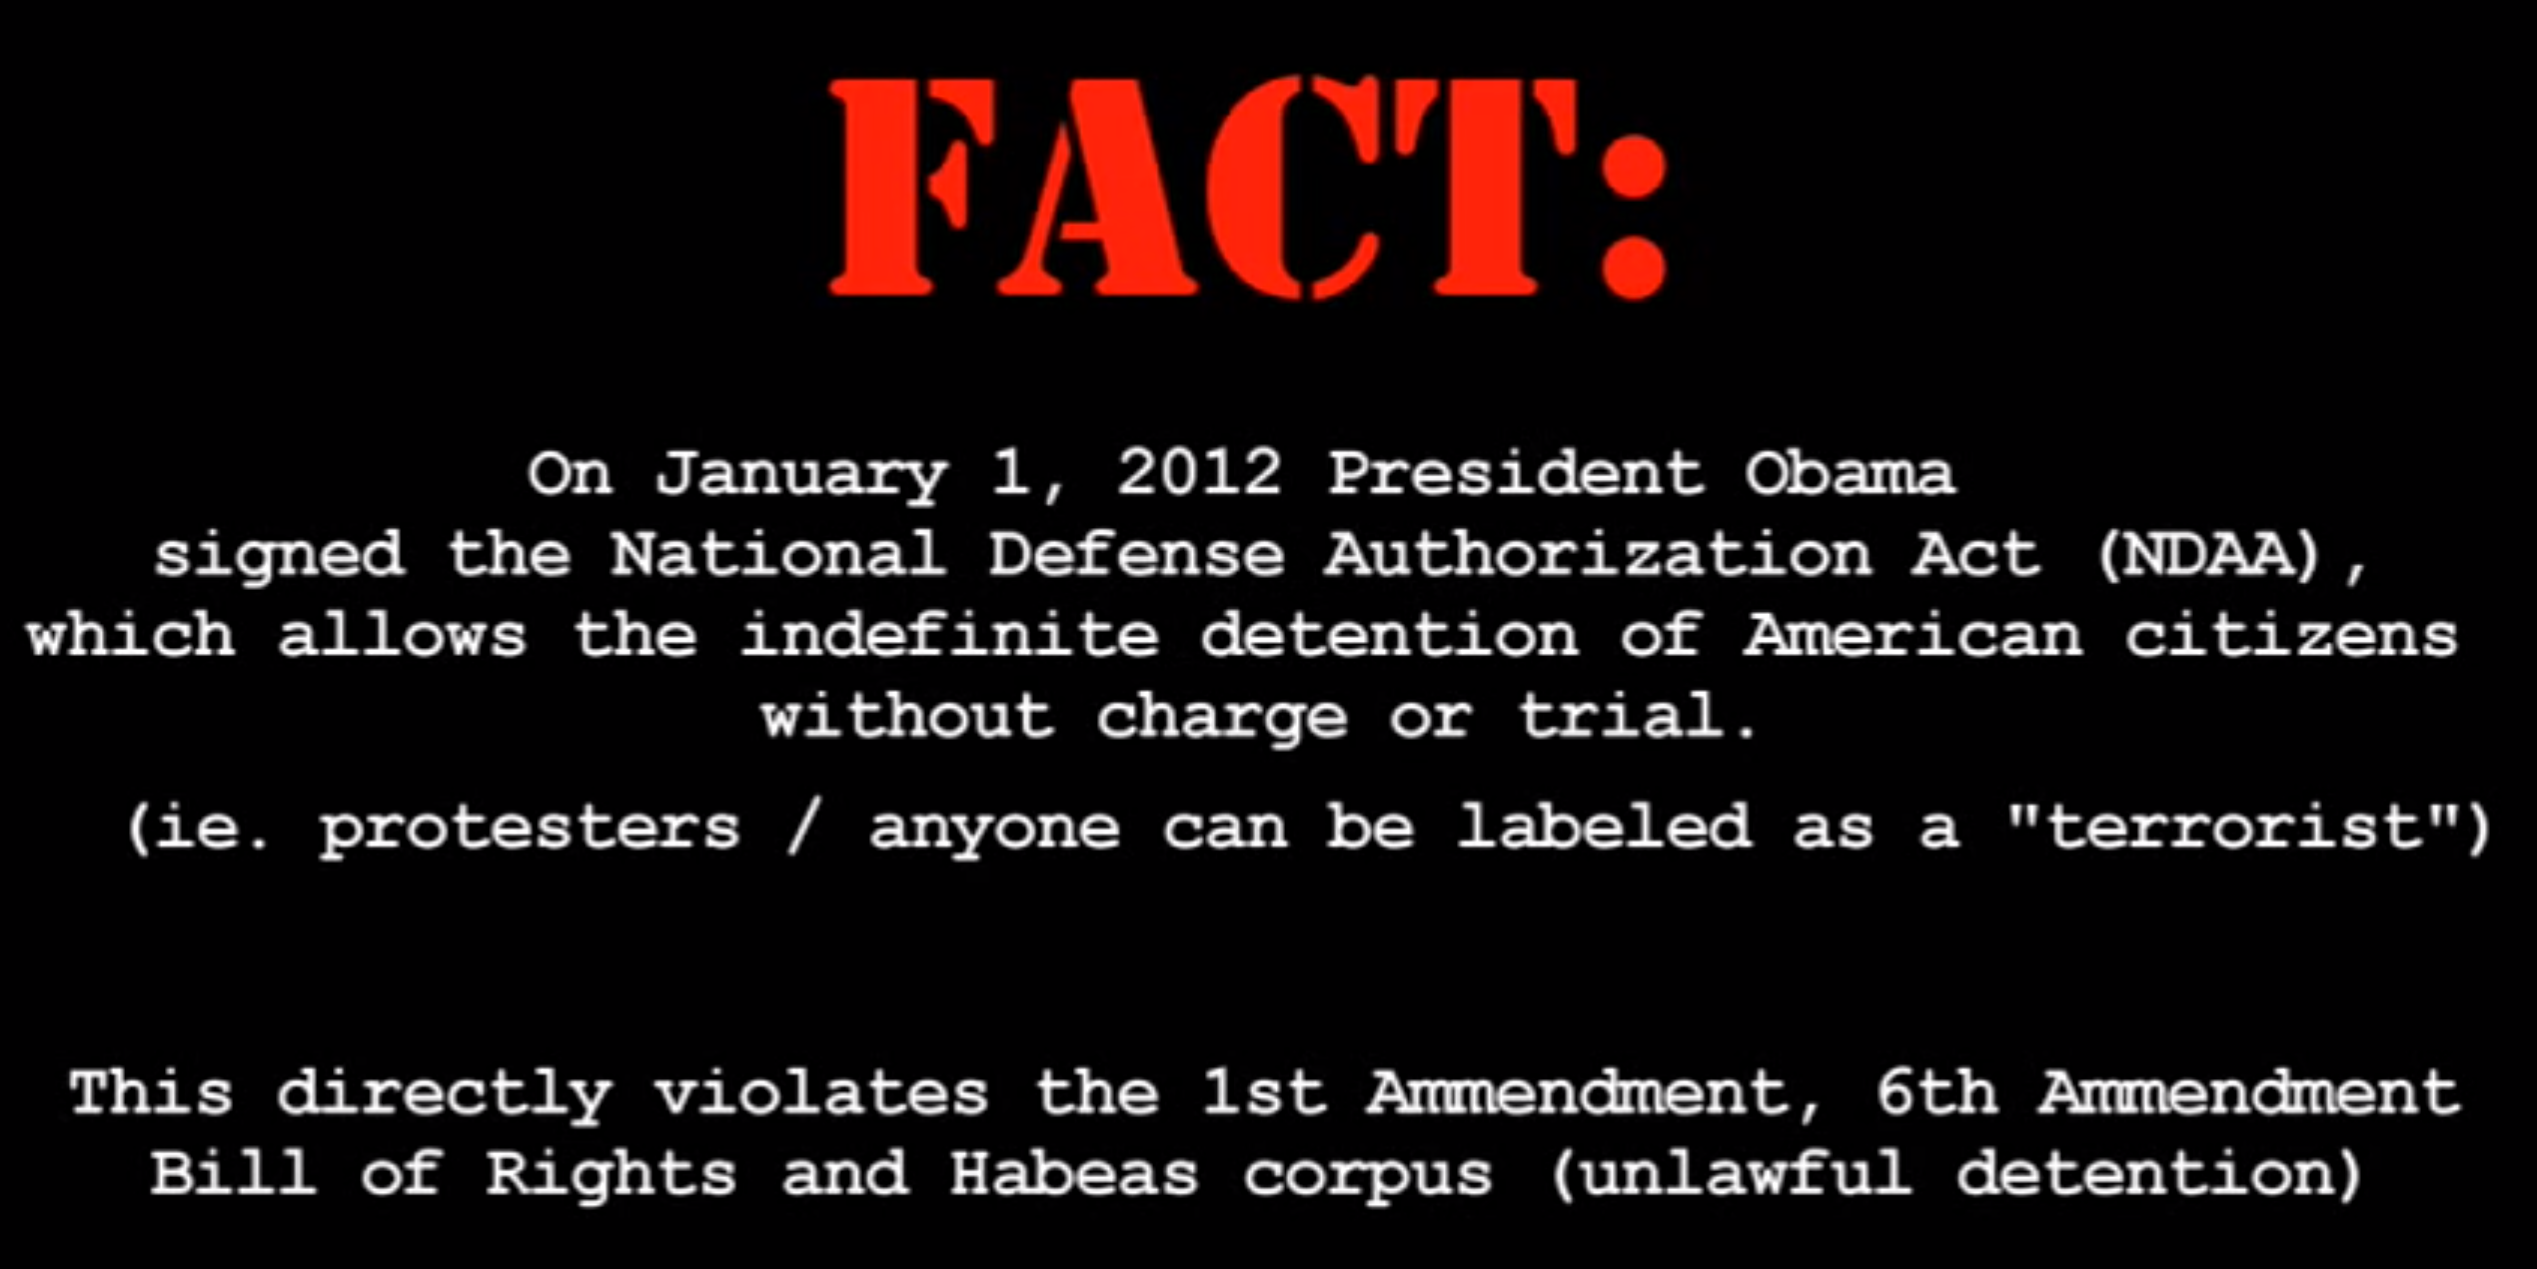 FACT:
On January 1, 2012 President Obama
signed the National Defense Authorization Act (NDAA),
which allows the indefinite detention of American citizens
without charge or trial.
(ie. protesters / anyone can be labeled as a "terrorist")
This directly violates the 1st Ammendment, 6th Ammendment
Bill of Rights and Habeas corpus (unlawful detention)